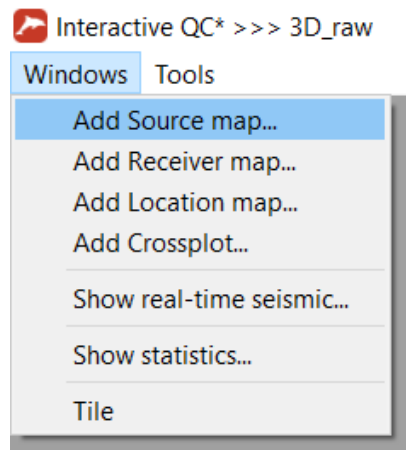 Interactive QC* >>> 3D_raw
Windows Tools
Add Source map...
Add Receiver map...
Add Location map...
Add Crossplot...
Show real-time seismic...
Show statistics...
Tile